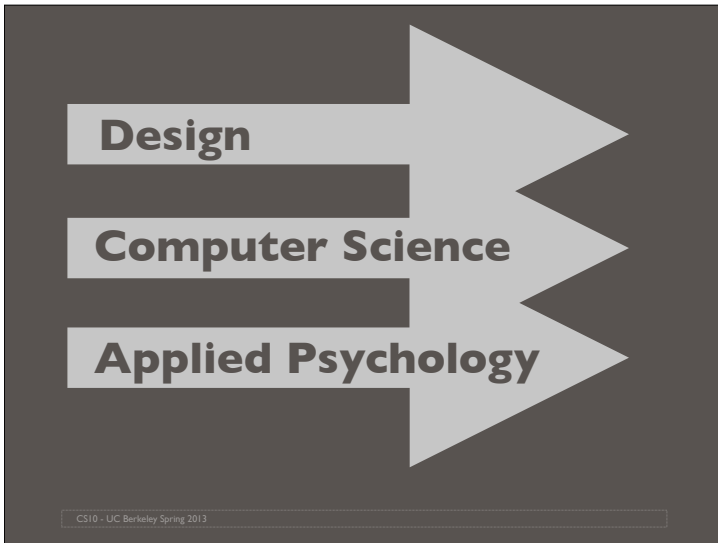 Design
Computer Science
Applied Psychology
CS10 - UC Berkeley Spring 2013